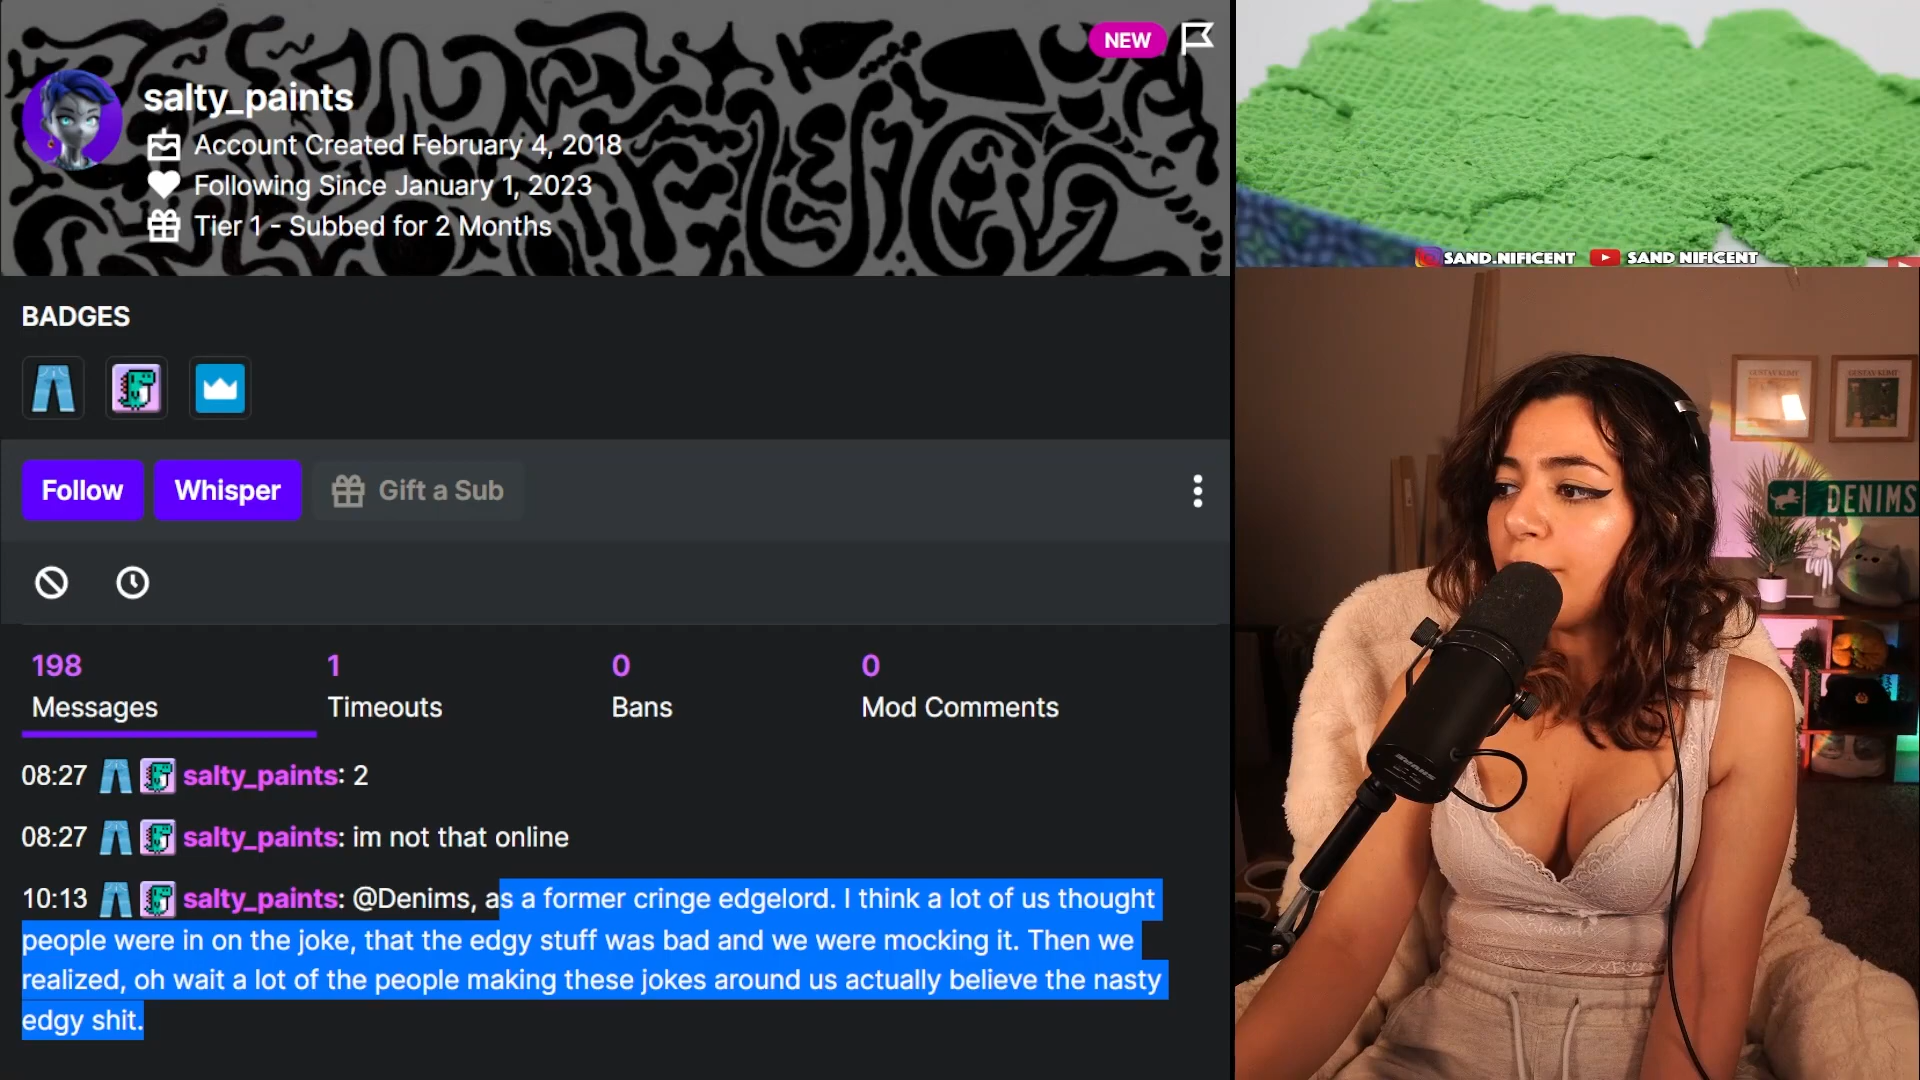 NEW
salty_paints
Account Created February 4, 2018
Following Since January 1, 2023
Tier 1 - Subbed for 2 Months
BADGES
Follow
Whisper
Gift a Sub
198
Messages
1
Timeouts
0
Bans
0
Mod Comments
08:27 salty_paints: 2
08:27 salty_paints: im not that online
10:13 salty_paints: @Denims, as a former cringe edgelord. I think a lot of us thought
people were in on the joke, that the edgy stuff was bad and we were mocking it. Then we
realized, oh wait a lot of the people making these jokes around us actually believe the nasty
edgy shit.
SAND.NIFICENT
SAND NIFICENT
GUSTAV KLIMT
GUSTAV KLIMT
DENIMS